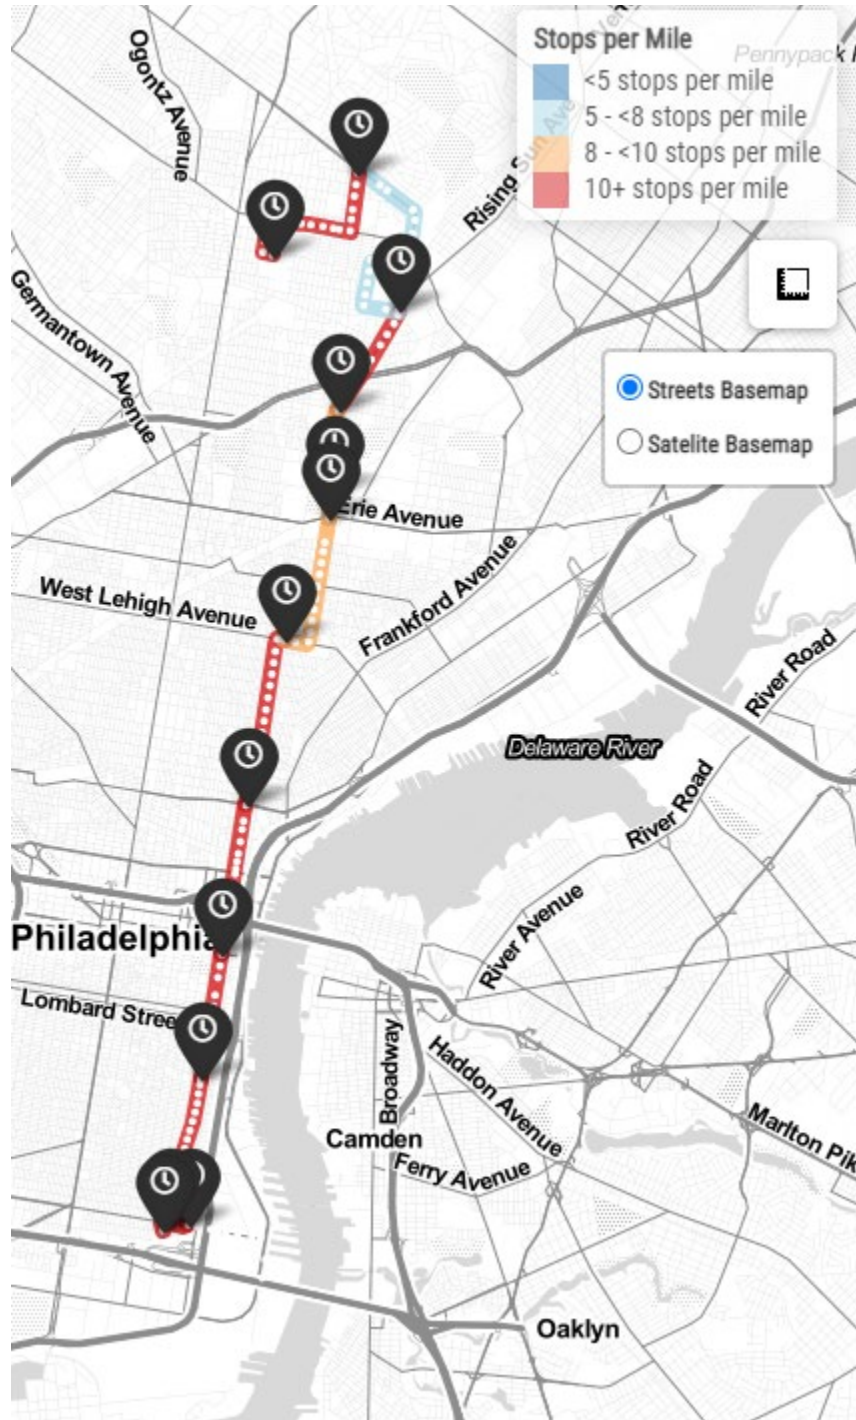 Stops per Mile
<5 stops per mile
5 - <8 stops per mile
8 - <10 stops per mile
10+ stops per mile
Pennypack
Ogontz Avenue
Rising Sun Ave
Germantown Avenue
Streets Basemap
Satelite Basemap
Erie Avenue
West Lehigh Avenue
Frankford Avenue
River Road
Delaware River
River Road
River Avenue
Philadelphia
Lombard Stree
Broadway
Haddon Avenue
Marlton Pik
Camden
Ferry Avenue
Oaklyn